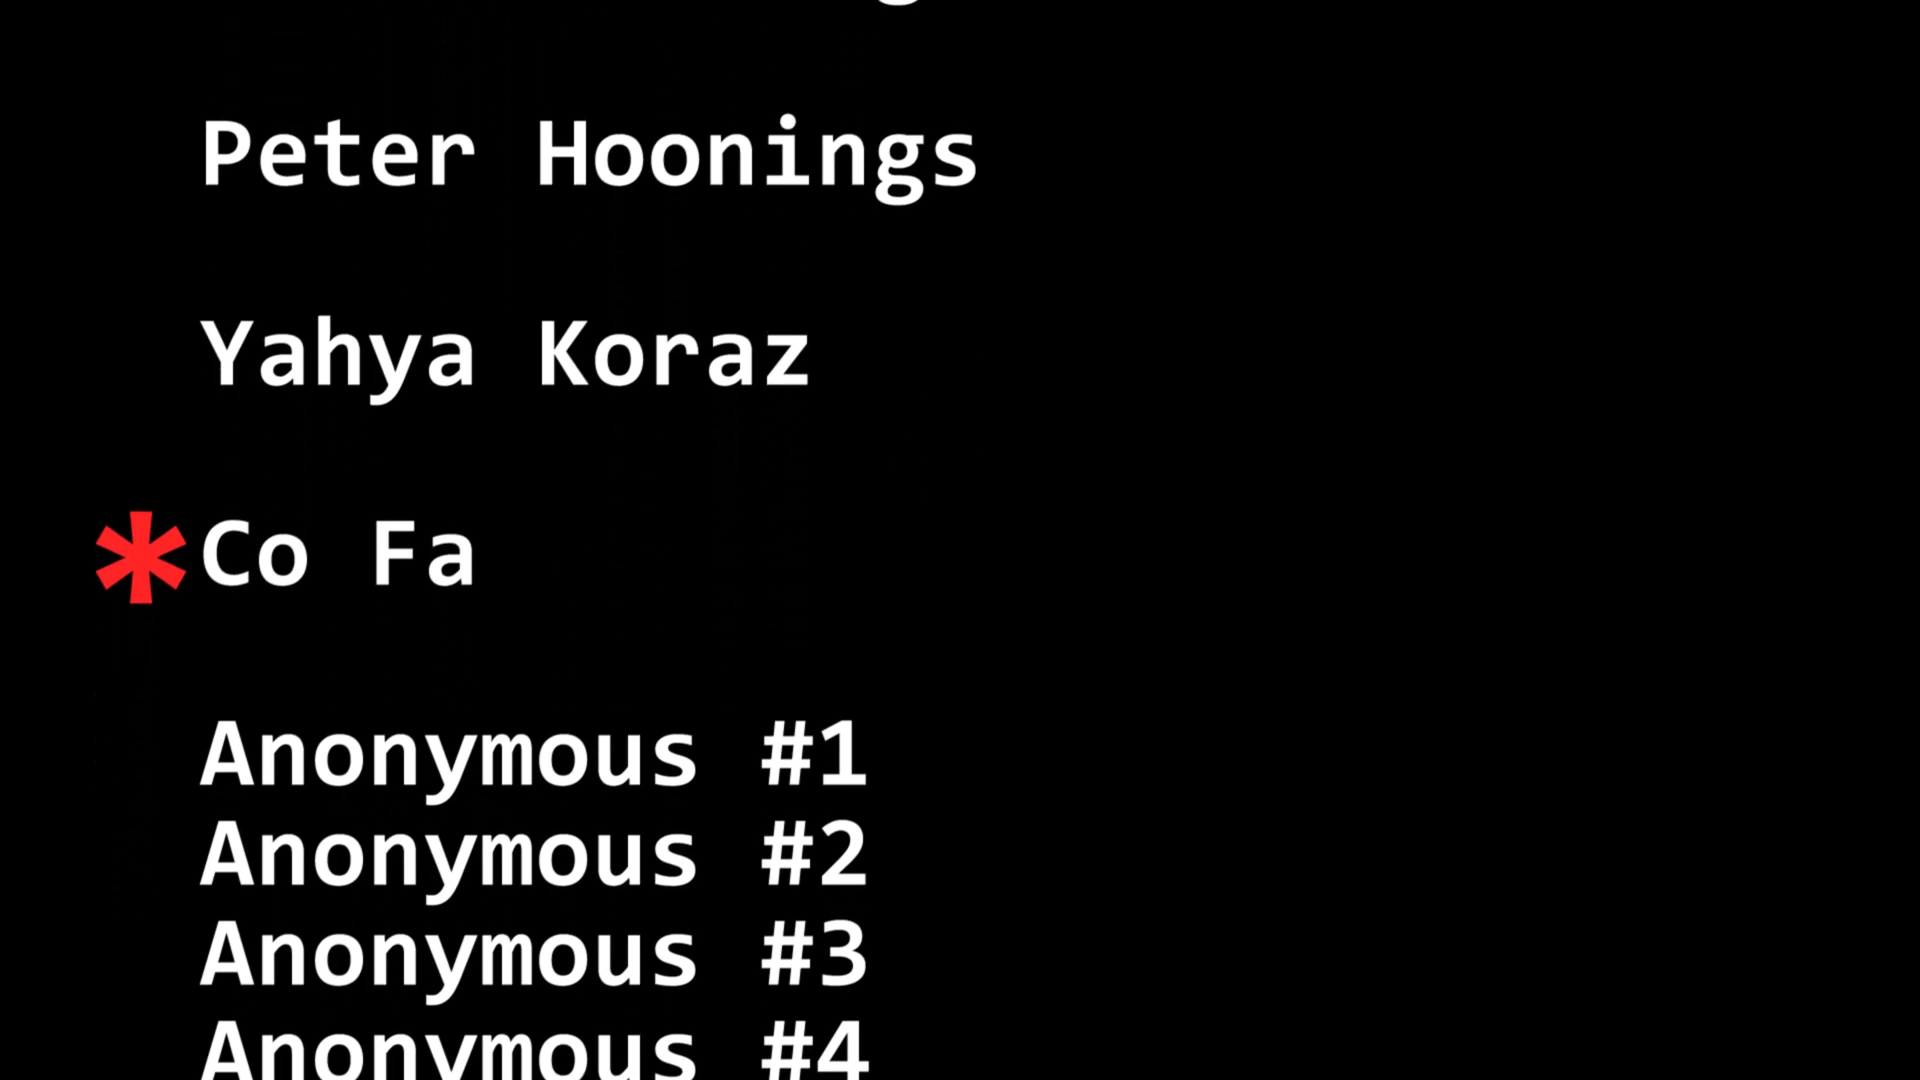 Peter Hoonings
Yahya Koraz
*Co Fa
Anonymous #1
Anonymous #2
Anonymous #3
Anonymous #4